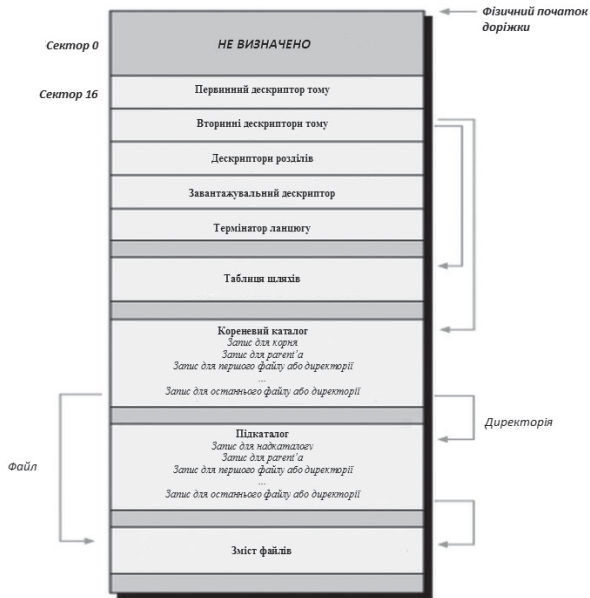 Фізичний початок
доріжки
Сектор 0
НЕ ВИЗНАЧЕНО
Сектор 16
Первинний дескриптор тому
Вторинні дескриптори тому
Дескриптори розділів
Завантажувальний дескриптор
Термінатор ланцюгу
Таблиця шляхів
Кореневий каталог
Запис для корня
Запис для parent'а
Запис для першого файлу або директорії
...
Запис для останнього файлу або директорії
Директорія
Файл
Підкаталог
Запис для надкаталогу
Запис для parent'а
Запис для першого файлу або директорії
...
Запис для останнього файлу або директорії
Зміст файлів